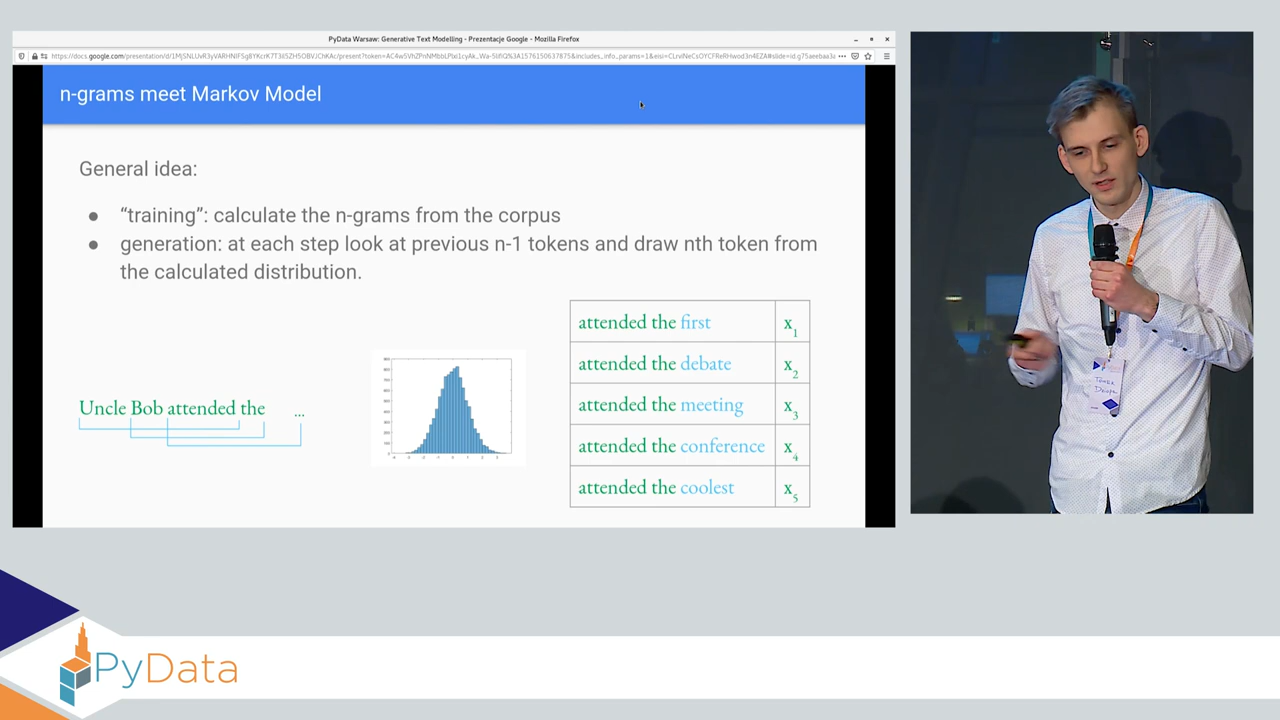 PyData Warsaw: Generative Text Modelling - Prezentacje Google - Mozilla Firefox
n-grams meet Markov Model
General idea:
● “training”: calculate the n-grams from the corpus
● generation: at each step look at previous n-1 tokens and draw nth token from
the calculated distribution.
attended the first x1
attended the debate x2
attended the meeting x3
attended the conference x4
attended the coolest x5
Uncle Bob attended the ...
PyData